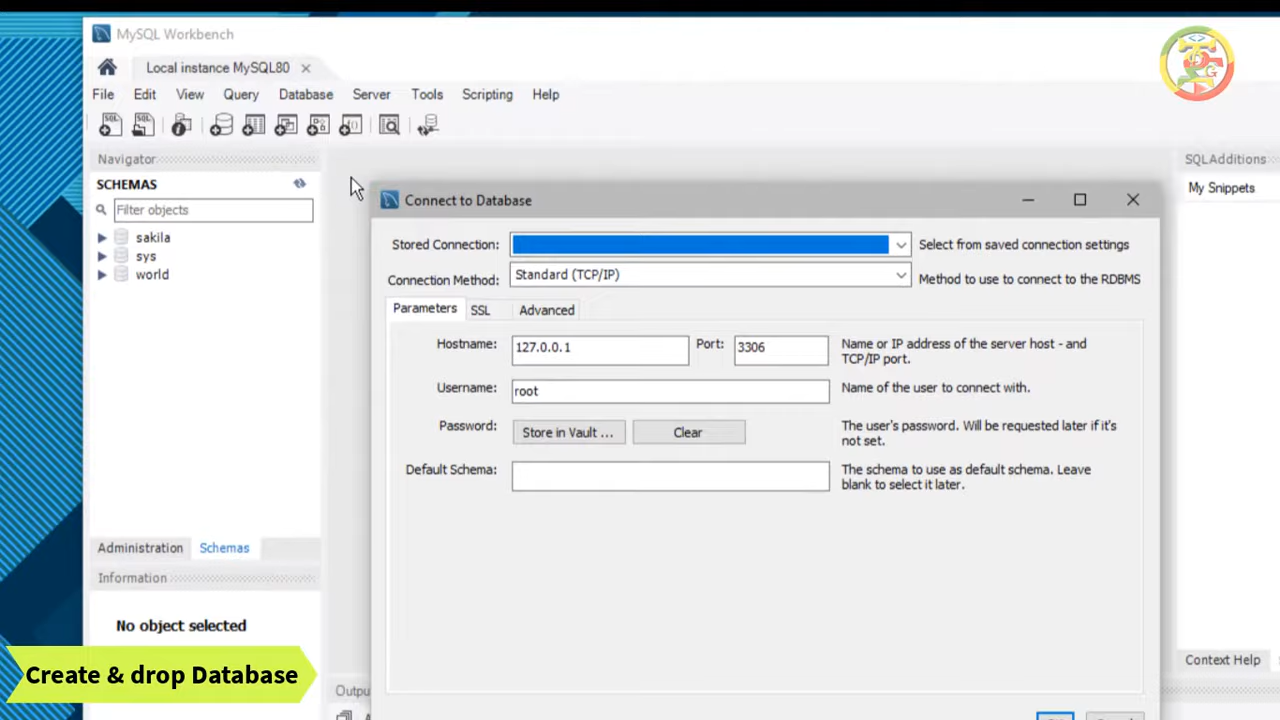 MySQL Workbench
Local instance MySQL80
File Edit View Query Database Server Tools Scripting Help
Navigator
SCHEMAS
Filter objects
sakila
sys
world
Administration Schemas
Information
No object selected
Create & drop Database
Connect to Database
Stored Connection: Select from saved connection settings
Connection Method: Standard (TCP/IP) Method to use to connect to the RDBMS
Parameters SSL Advanced
Hostname: 127.0.0.1 Port: 3306 Name or IP address of the server host - and
TCP/IP port.
Username: root Name of the user to connect with.
Password: Store in Vault ... Clear The user's password. Will be requested later if it's
not set.
Default Schema: The schema to use as default schema. Leave
blank to select it later.
SQLAdditions
My Snippets
Context Help